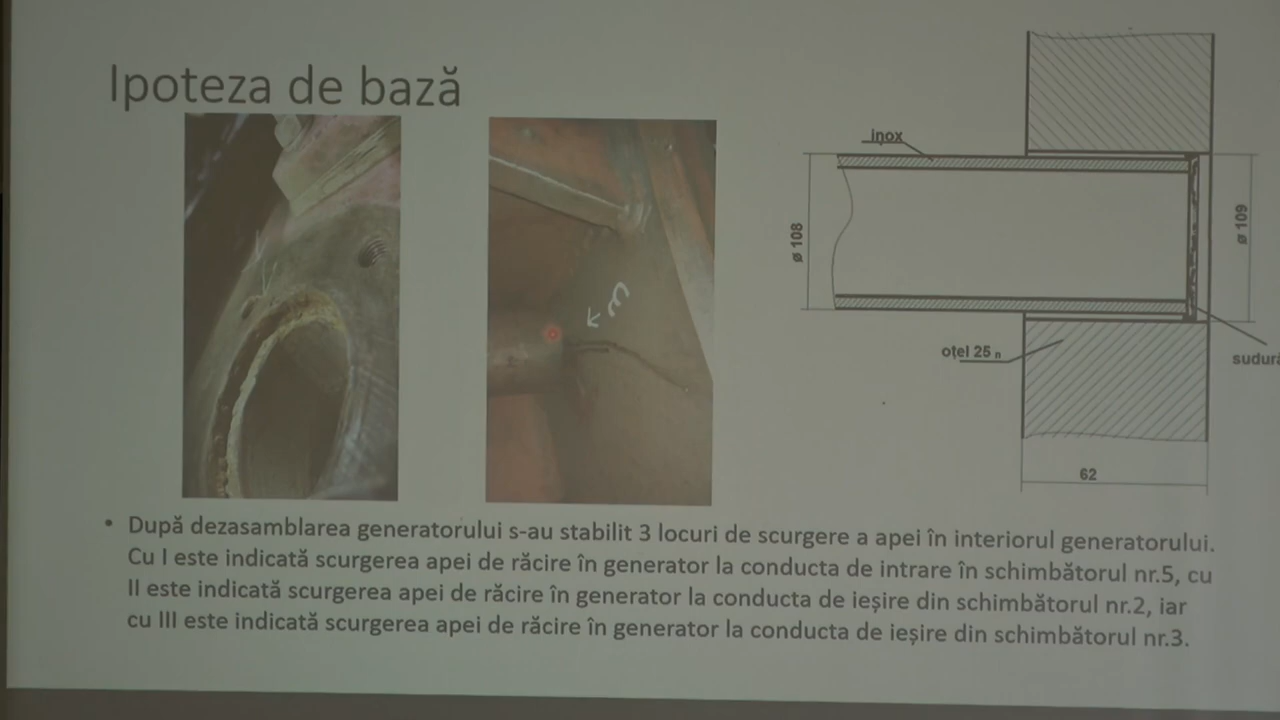 Ipoteza de bază
inox
ø 108
ø 109
oțel 25 n
sudură
62
• După dezasamblarea generatorului s-au stabilit 3 locuri de scurgere a apei în interiorul generatorului.
Cu I este indicată scurgerea apei de răcire în generator la conducta de intrare în schimbătorul nr.5, cu
II este indicată scurgerea apei de răcire în generator la conducta de ieșire din schimbătorul nr.2, iar
cu III este indicată scurgerea apei de răcire în generator la conducta de ieșire din schimbătorul nr.3.